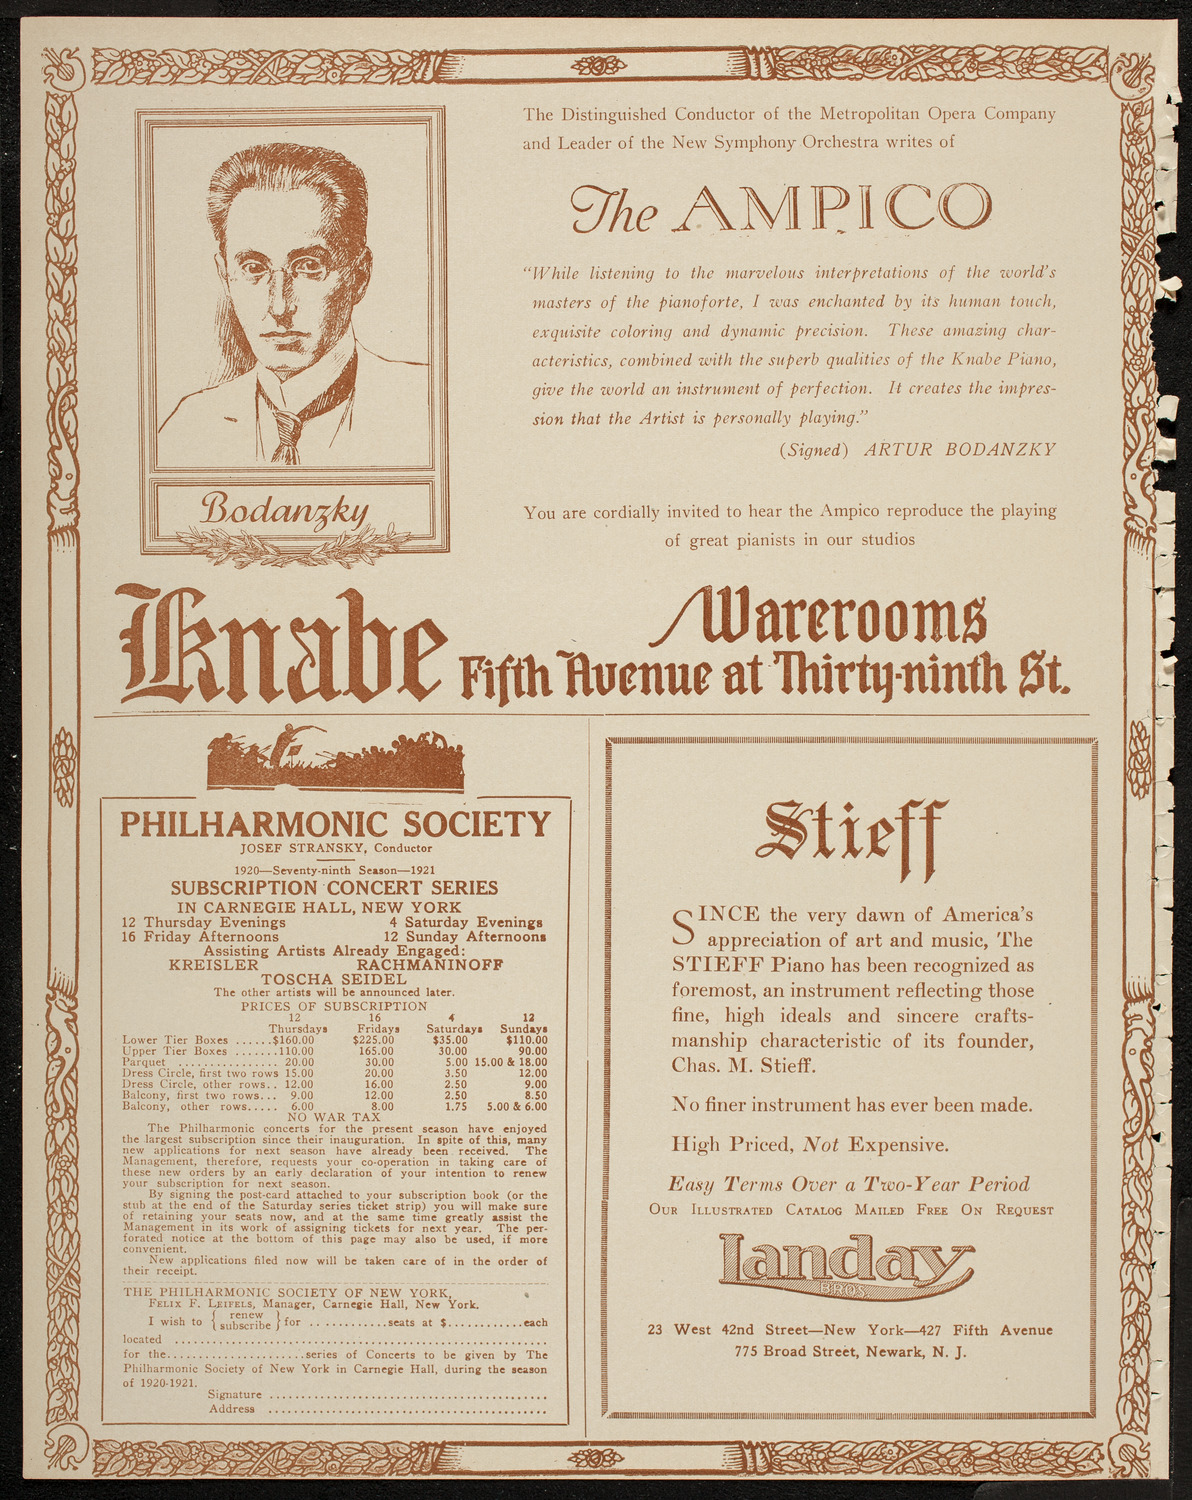 The Distinguished Conductor of the Metropolitan Opera Company
and Leader of the New Symphony Orchestra writes of
The AMPICO
"While listening to the marvelous interpretations of the world's
masters of the pianoforte, I was enchanted by its human touch,
exquisite coloring and dynamic precision. These amazing char-
acteristics, combined with the superb qualities of the Knabe Piano,
give the world an instrument of perfection. It creates the impres-
sion that the Artist is personally playing."
(Signed) ARTUR BODANZKY
Bodanzky
You are cordially invited to hear the Ampico reproduce the playing
of great pianists in our studios
Knabe Warerooms
Fifth Avenue at Thirty-ninth St.
PHILHARMONIC SOCIETY
JOSEF STRANSKY, Conductor
1920—Seventy-ninth Season—1921
SUBSCRIPTION CONCERT SERIES
IN CARNEGIE HALL, NEW YORK
12 Thursday Evenings 4 Saturday Evenings
16 Friday Afternoons 12 Sunday Afternoons
Assisting Artists Already Engaged:
KREISLER RACHMANINOFF
TOSCHA SEIDEL
The other artists will be announced later.
PRICES OF SUBSCRIPTION
12 16 4 12
Thursdays Fridays Saturdays Sundays
Lower Tier Boxes ......$160.00 $225.00 $35.00 $110.00
Upper Tier Boxes .......110.00 165.00 30.00 90.00
Parquet ................ 20.00 30.00 5.00 15.00 & 18.00
Dress Circle, first two rows 15.00 20.00 3.50 12.00
Dress Circle, other rows.. 12.00 16.00 2.50 9.00
Balcony, first two rows... 9.00 12.00 2.50 8.50
Balcony, other rows..... 6.00 8.00 1.75 5.00 & 6.00
NO WAR TAX
The Philharmonic concerts for the present season have enjoyed
the largest subscription since their inauguration. In spite of this, many
new applications for next season have already been received. The
Management, therefore, requests your co-operation in taking care of
these new orders by an early declaration of your intention to renew
your subscription for next season.
By signing the post-card attached to your subscription book (or the
stub at the end of the Saturday series ticket strip) you will make sure
of retaining your seats now, and at the same time greatly assist the
Management in its work of assigning tickets for next year. The per-
forated notice at the bottom of this page may also be used, if more
convenient.
New applications filed now will be taken care of in the order of
their receipt.
THE PHILHARMONIC SOCIETY OF NEW YORK,
FELIX F. LEIFELS, Manager, Carnegie Hall, New York.
I wish to { renew subscribe } for ............seats at $............each
located ......................................................
for the......................series of Concerts to be given by The
Philharmonic Society of New York in Carnegie Hall, during the season
of 1920-1921.
Signature ........................................
Address ........................................
Stieff
SINCE the very dawn of America's
appreciation of art and music, The
STIEFF Piano has been recognized as
foremost, an instrument reflecting those
fine, high ideals and sincere crafts-
manship characteristic of its founder,
Chas. M. Stieff.
No finer instrument has ever been made.
High Priced, Not Expensive.
Easy Terms Over a Two-Year Period
OUR ILLUSTRATED CATALOG MAILED FREE ON REQUEST
Landay
BROS
23 West 42nd Street—New York—427 Fifth Avenue
775 Broad Street, Newark, N. J.